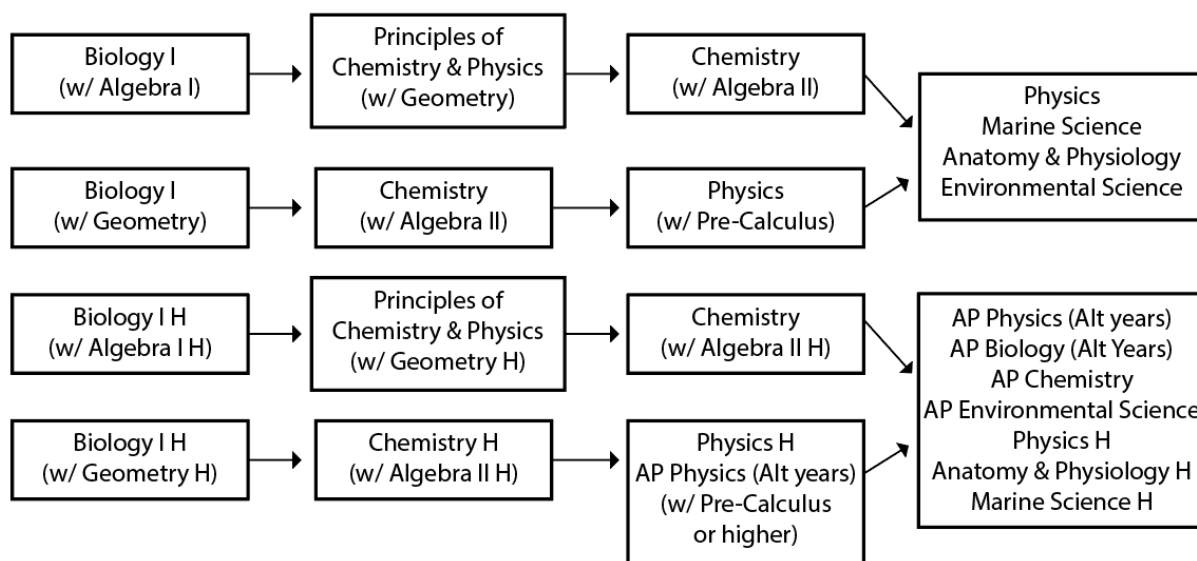 Biology I
(w/ Algebra I)
Principles of
Chemistry & Physics
(w/ Geometry)
Chemistry
(w/ Algebra II)
Physics
Marine Science
Anatomy & Physiology
Environmental Science
Biology I
(w/ Geometry)
Chemistry
(w/ Algebra II)
Physics
(w/ Pre-Calculus)
Biology I H
(w/ Algebra I H)
Principles of
Chemistry & Physics
(w/ Geometry H)
Chemistry
(w/ Algebra II H)
AP Physics (Alt years)
AP Biology (Alt Years)
AP Chemistry
AP Environmental Science
Physics H
Anatomy & Physiology H
Marine Science H
Biology I H
(w/ Geometry H)
Chemistry H
(w/ Algebra II H)
Physics H
AP Physics (Alt years)
(w/ Pre-Calculus
or higher)